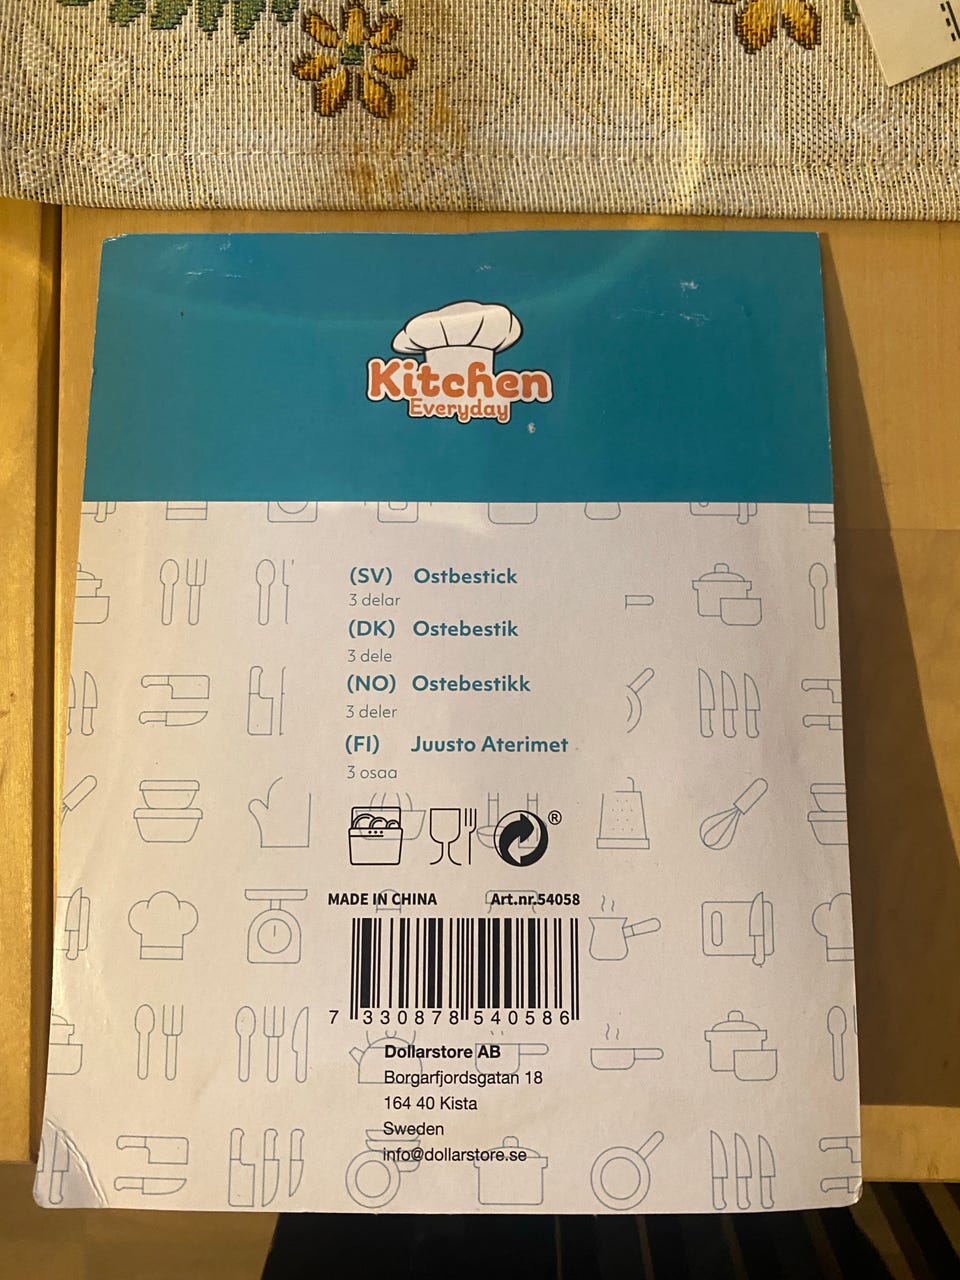 Kitchen
Everyday
®
(SV) Ostbestick
3 delar
(DK) Ostebestik
3 dele
(NO) Ostebestikk
3 deler
(FI) Juusto Aterimet
3 osaa
®
MADE IN CHINA Art.nr.54058
7 330878 540586
Dollarstore AB
Borgarfjordsgatan 18
164 40 Kista
Sweden
info@dollarstore.se